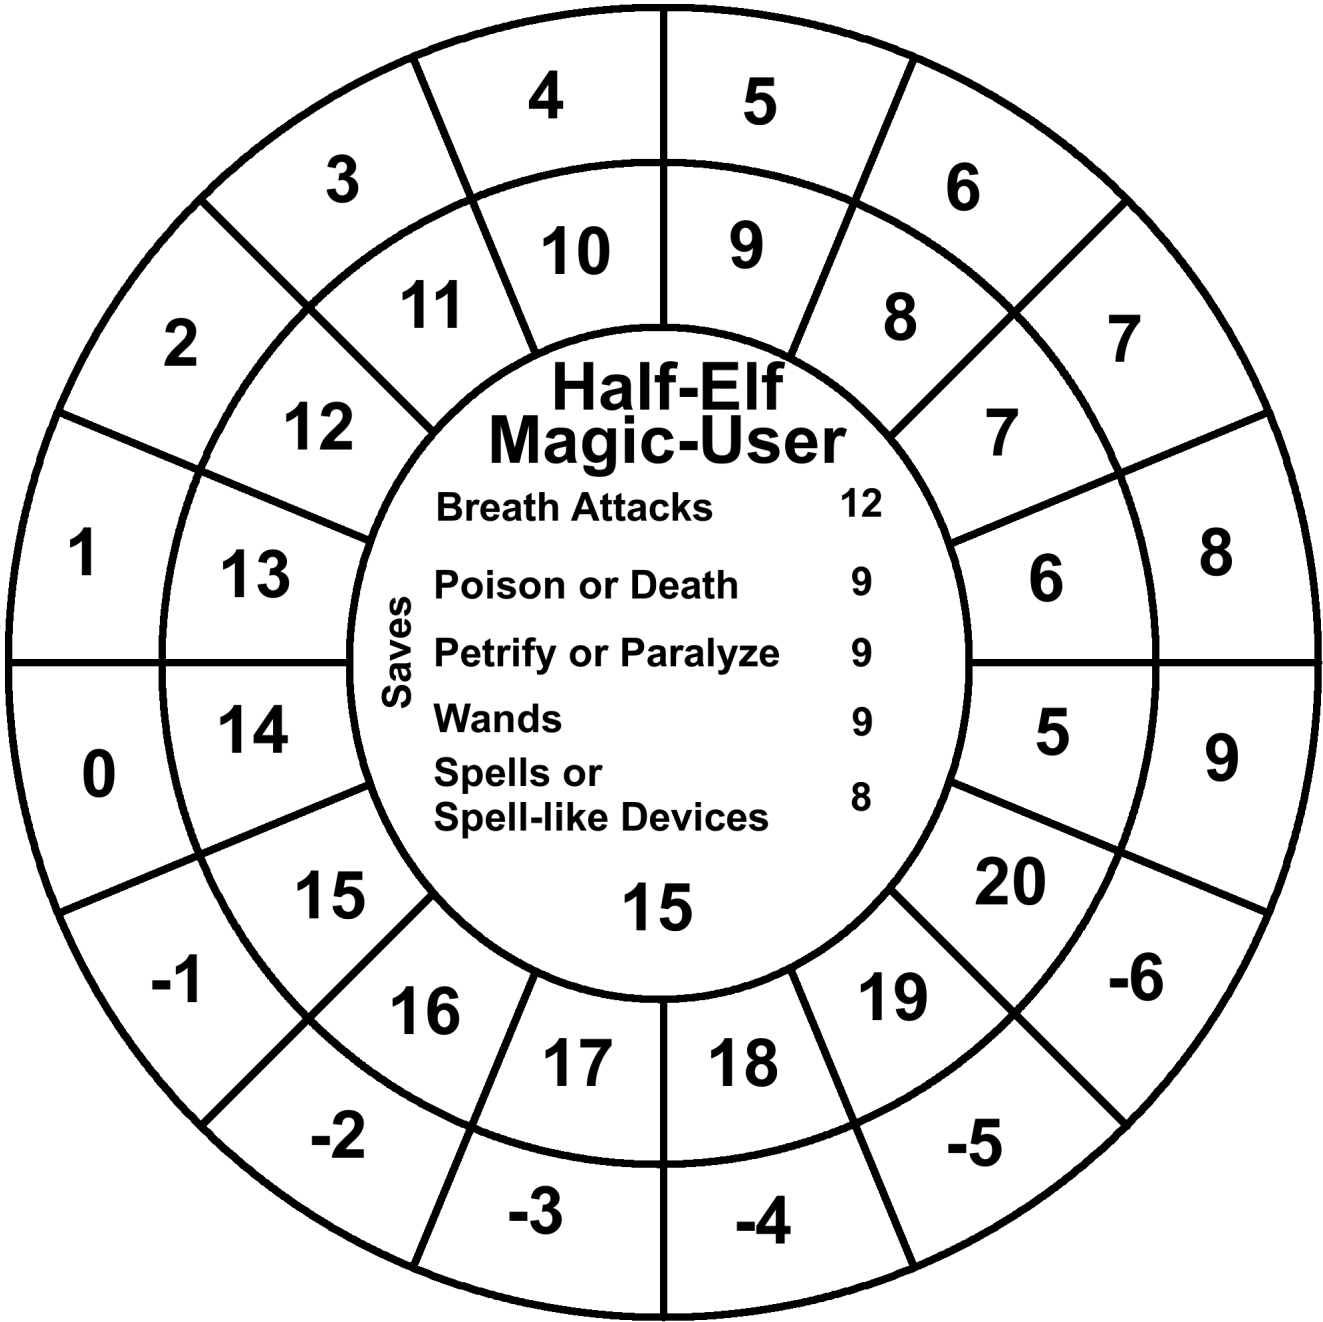 4 5
3 6
10 9
11 8
2 7
12 7
Half-Elf
Magic-User
Breath Attacks 12
1 13 6 8
Saves
Poison or Death 9
Petrify or Paralyze 9
Wands 9
0 14 5 9
Spells or
Spell-like Devices 8
15 15 20
-1 -6
16 19
17 18
-2 -5
-3 -4